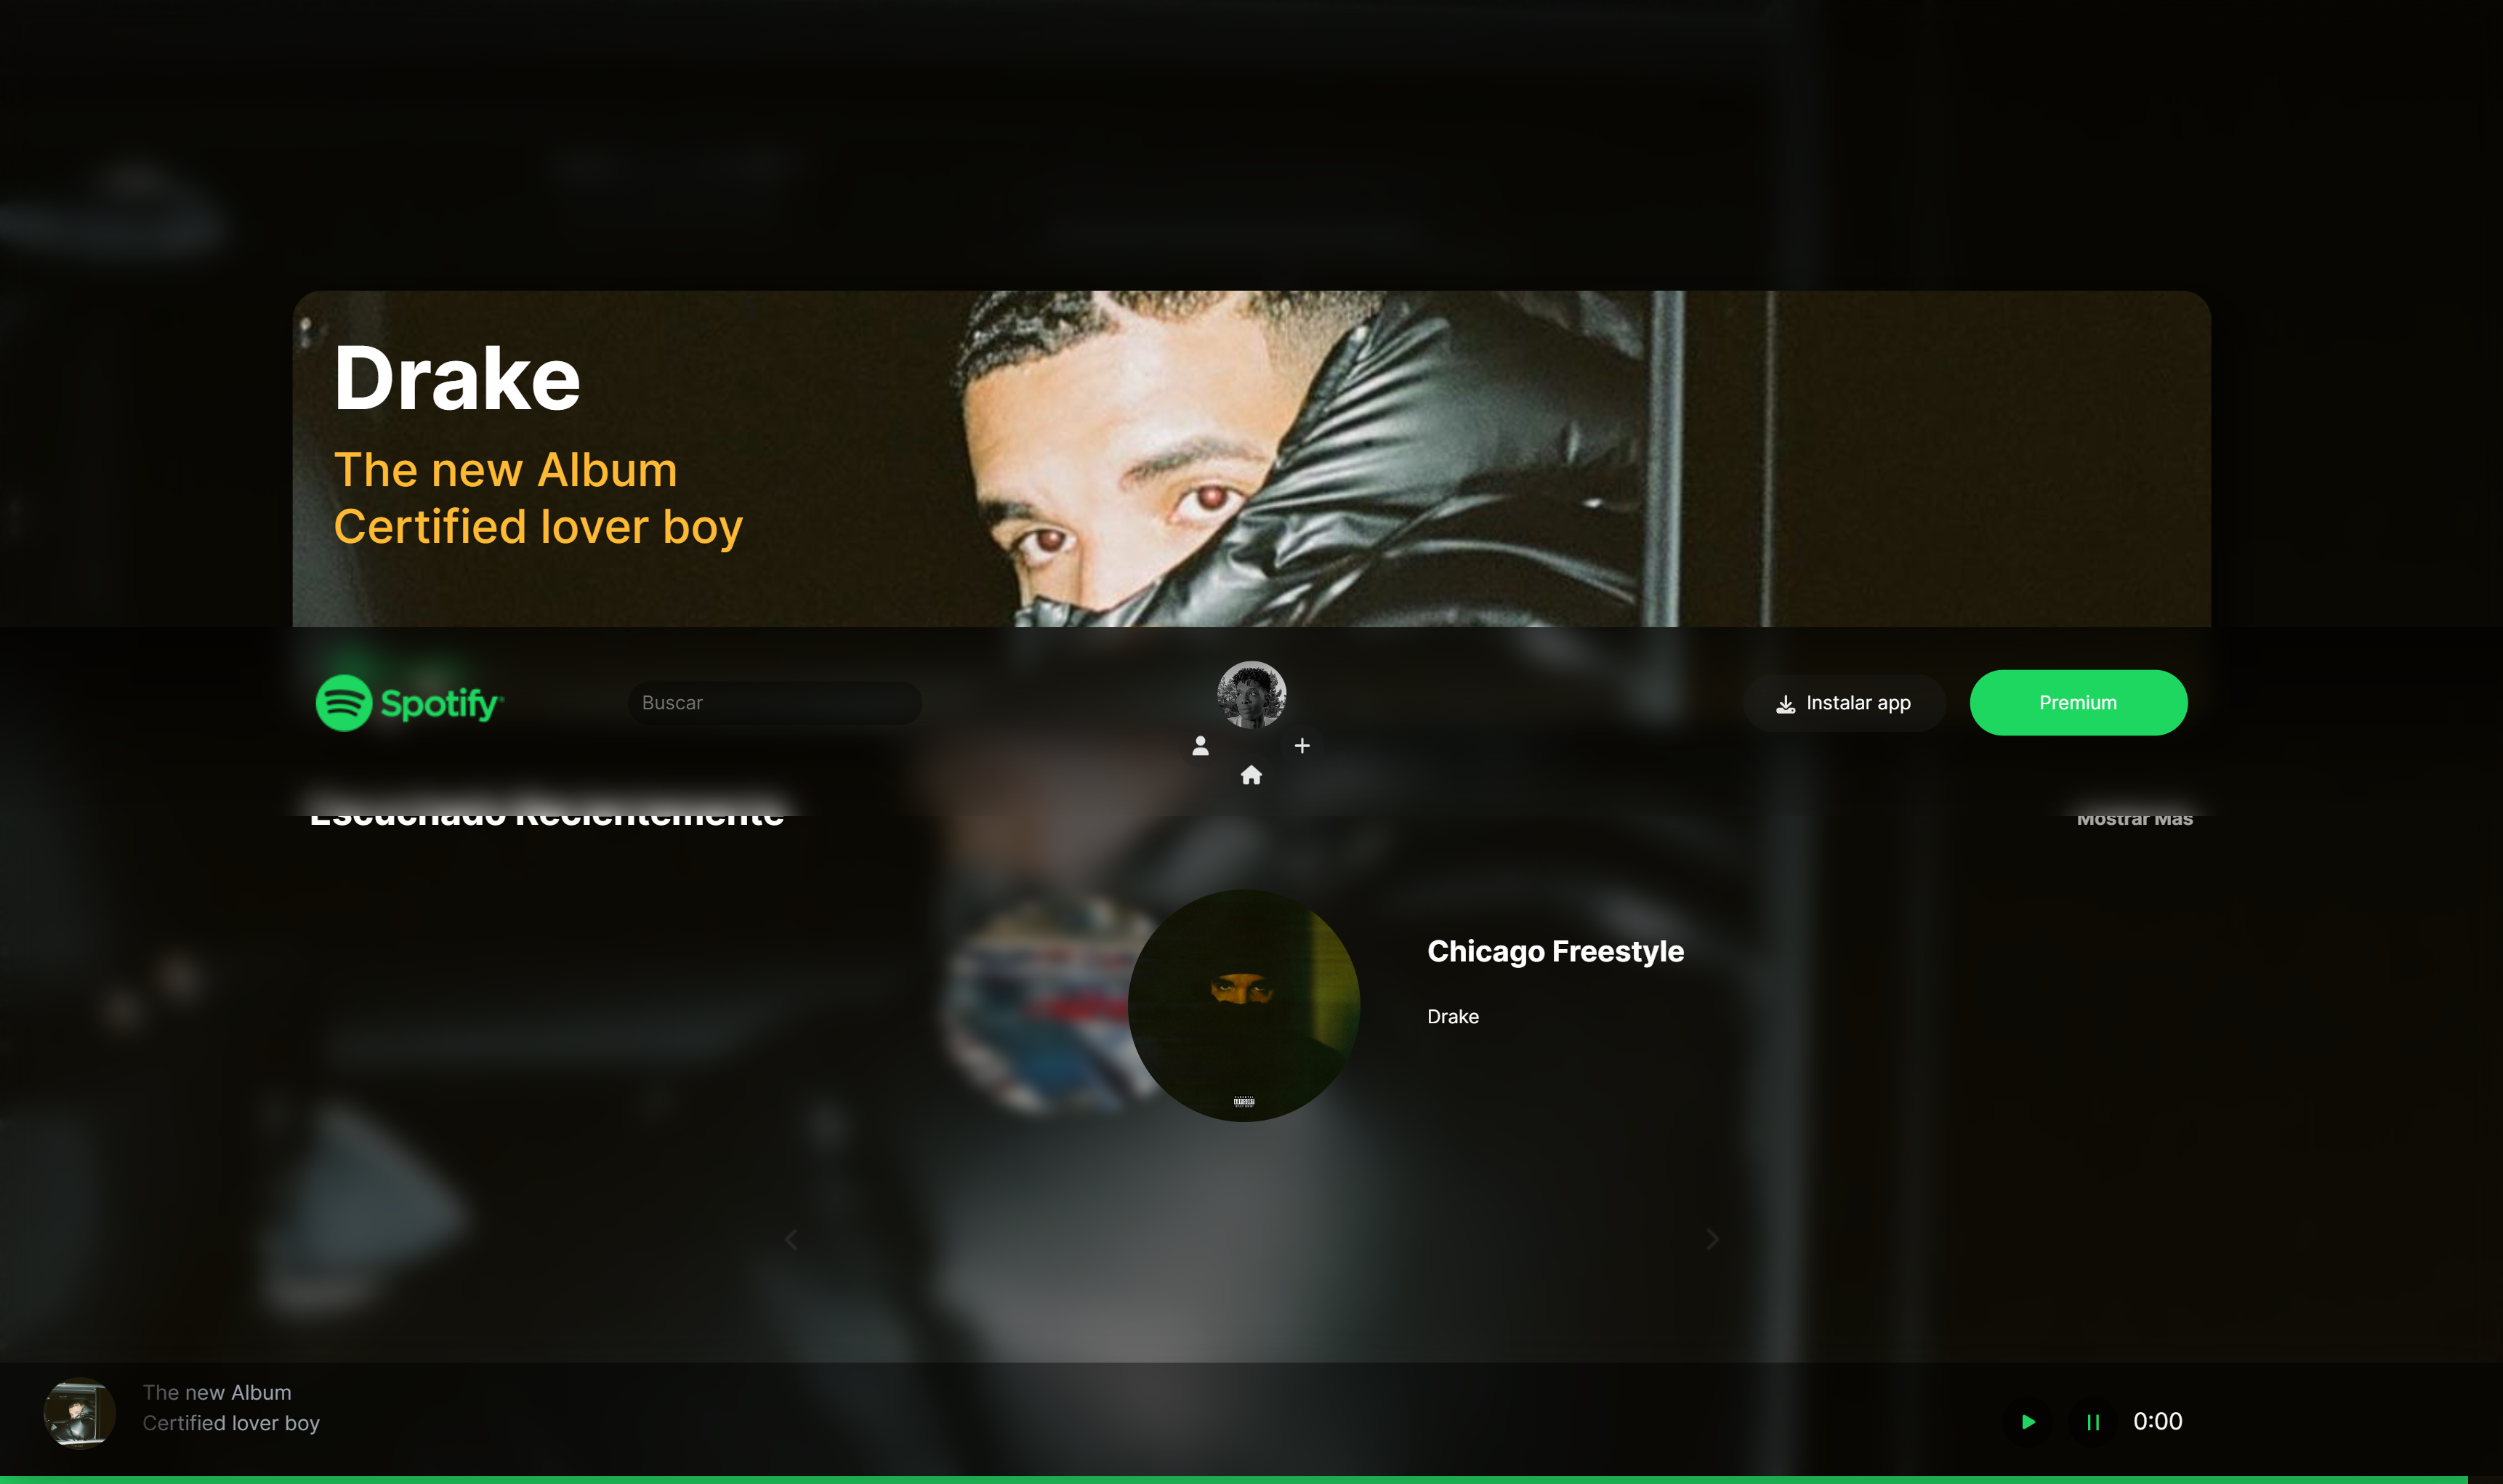 Drake
The new Album
Certified lover boy
Spotify
Buscar
Instalar app
Premium
Escuchado Recientemente
Mostrar Mas
Chicago Freestyle
Drake
The new Album
Certified lover boy
0:00